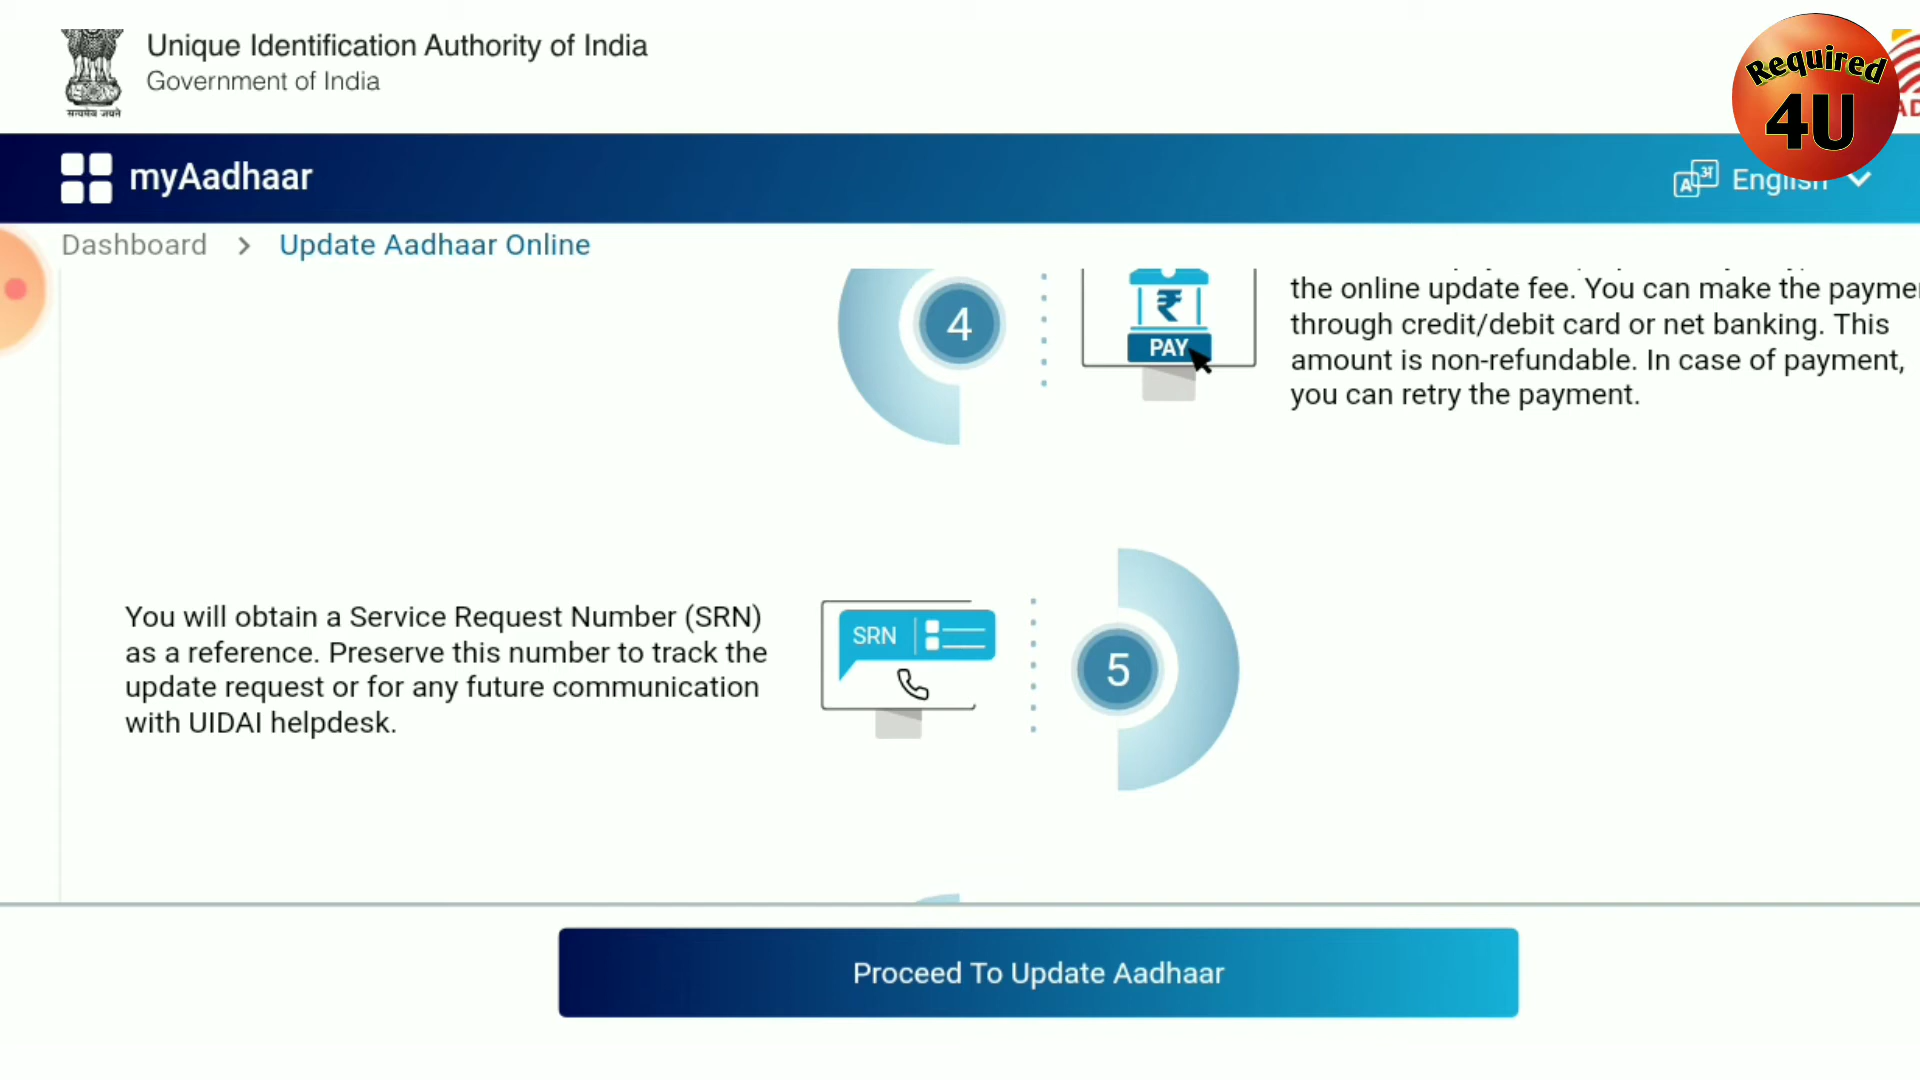 Unique Identification Authority of India
Government of India
सत्यमेव जयते
Required
4U
myAadhaar
English
Dashboard > Update Aadhaar Online
4
PAY
the online update fee. You can make the payme
through credit/debit card or net banking. This
amount is non-refundable. In case of payment,
you can retry the payment.
You will obtain a Service Request Number (SRN)
as a reference. Preserve this number to track the
update request or for any future communication
with UIDAI helpdesk.
SRN
5
Proceed To Update Aadhaar